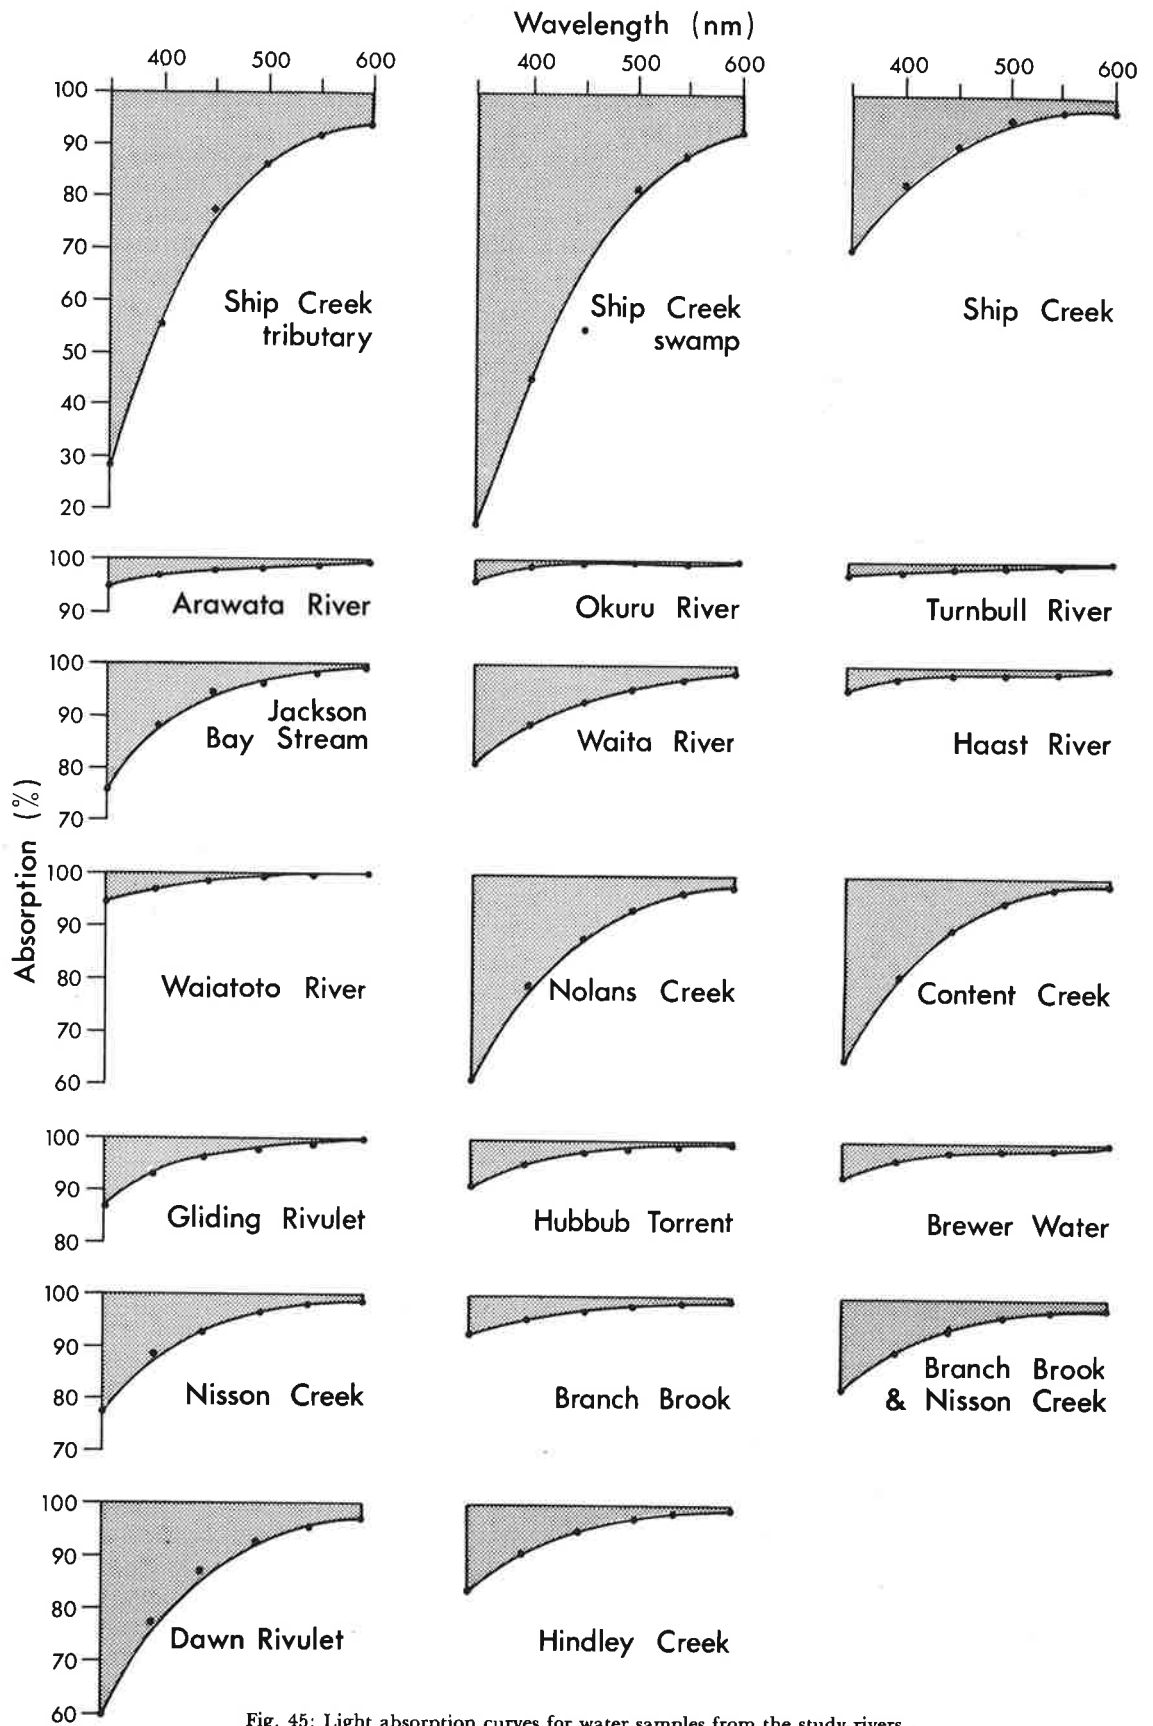 Wavelength (nm)
400 500 600 400 500 600 400 500 600
100
90
80
70
60
50
40
30
20
Ship Creek
tributary
Ship Creek
swamp
Ship Creek
100
90
Arawata River
Okuru River
Turnbull River
100
90
80
70
Jackson
Bay Stream
Waita River
Haast River
Absorption (%)
100
90
80
70
60
Waiatoto River
Nolans Creek
Content Creek
100
90
80
Gliding Rivulet
Hubbub Torrent
Brewer Water
100
90
80
70
Nisson Creek
Branch Brook
Branch Brook
& Nisson Creek
100
90
80
70
60
Dawn Rivulet
Hindley Creek
Fig. 45: Light absorption curves for water samples from the study rivers